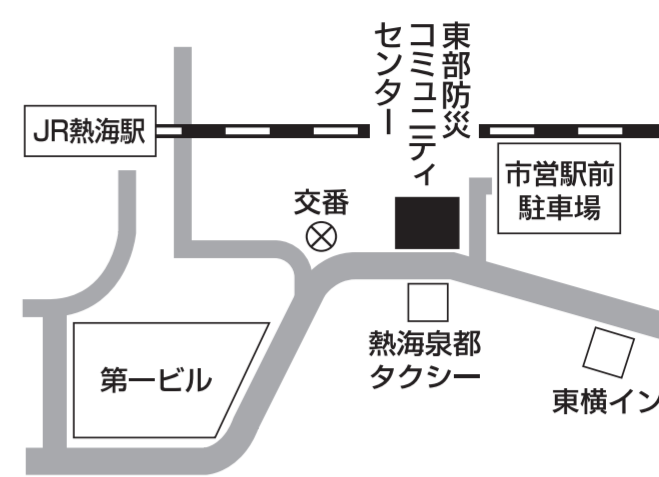 東部防災
コミュニティ
センター
JR熱海駅
市営駅前
駐車場
交番
熱海泉都
タクシー
第一ビル
東横イン